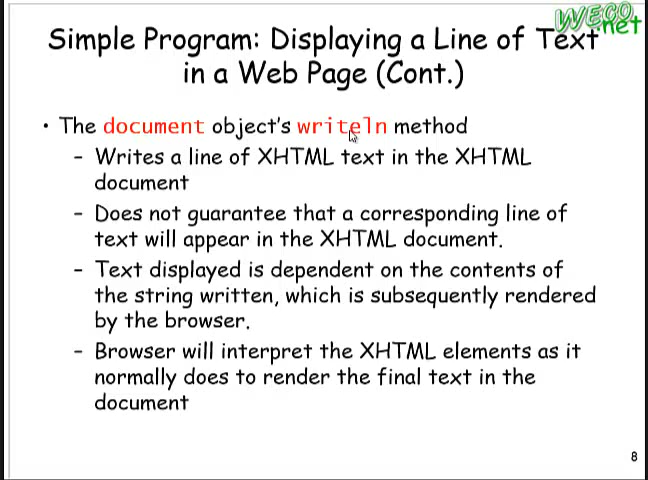 WECO
net
Simple Program: Displaying a Line of Text
in a Web Page (Cont.)
• The document object's writeln method
– Writes a line of XHTML text in the XHTML
document
– Does not guarantee that a corresponding line of
text will appear in the XHTML document.
– Text displayed is dependent on the contents of
the string written, which is subsequently rendered
by the browser.
– Browser will interpret the XHTML elements as it
normally does to render the final text in the
document
8